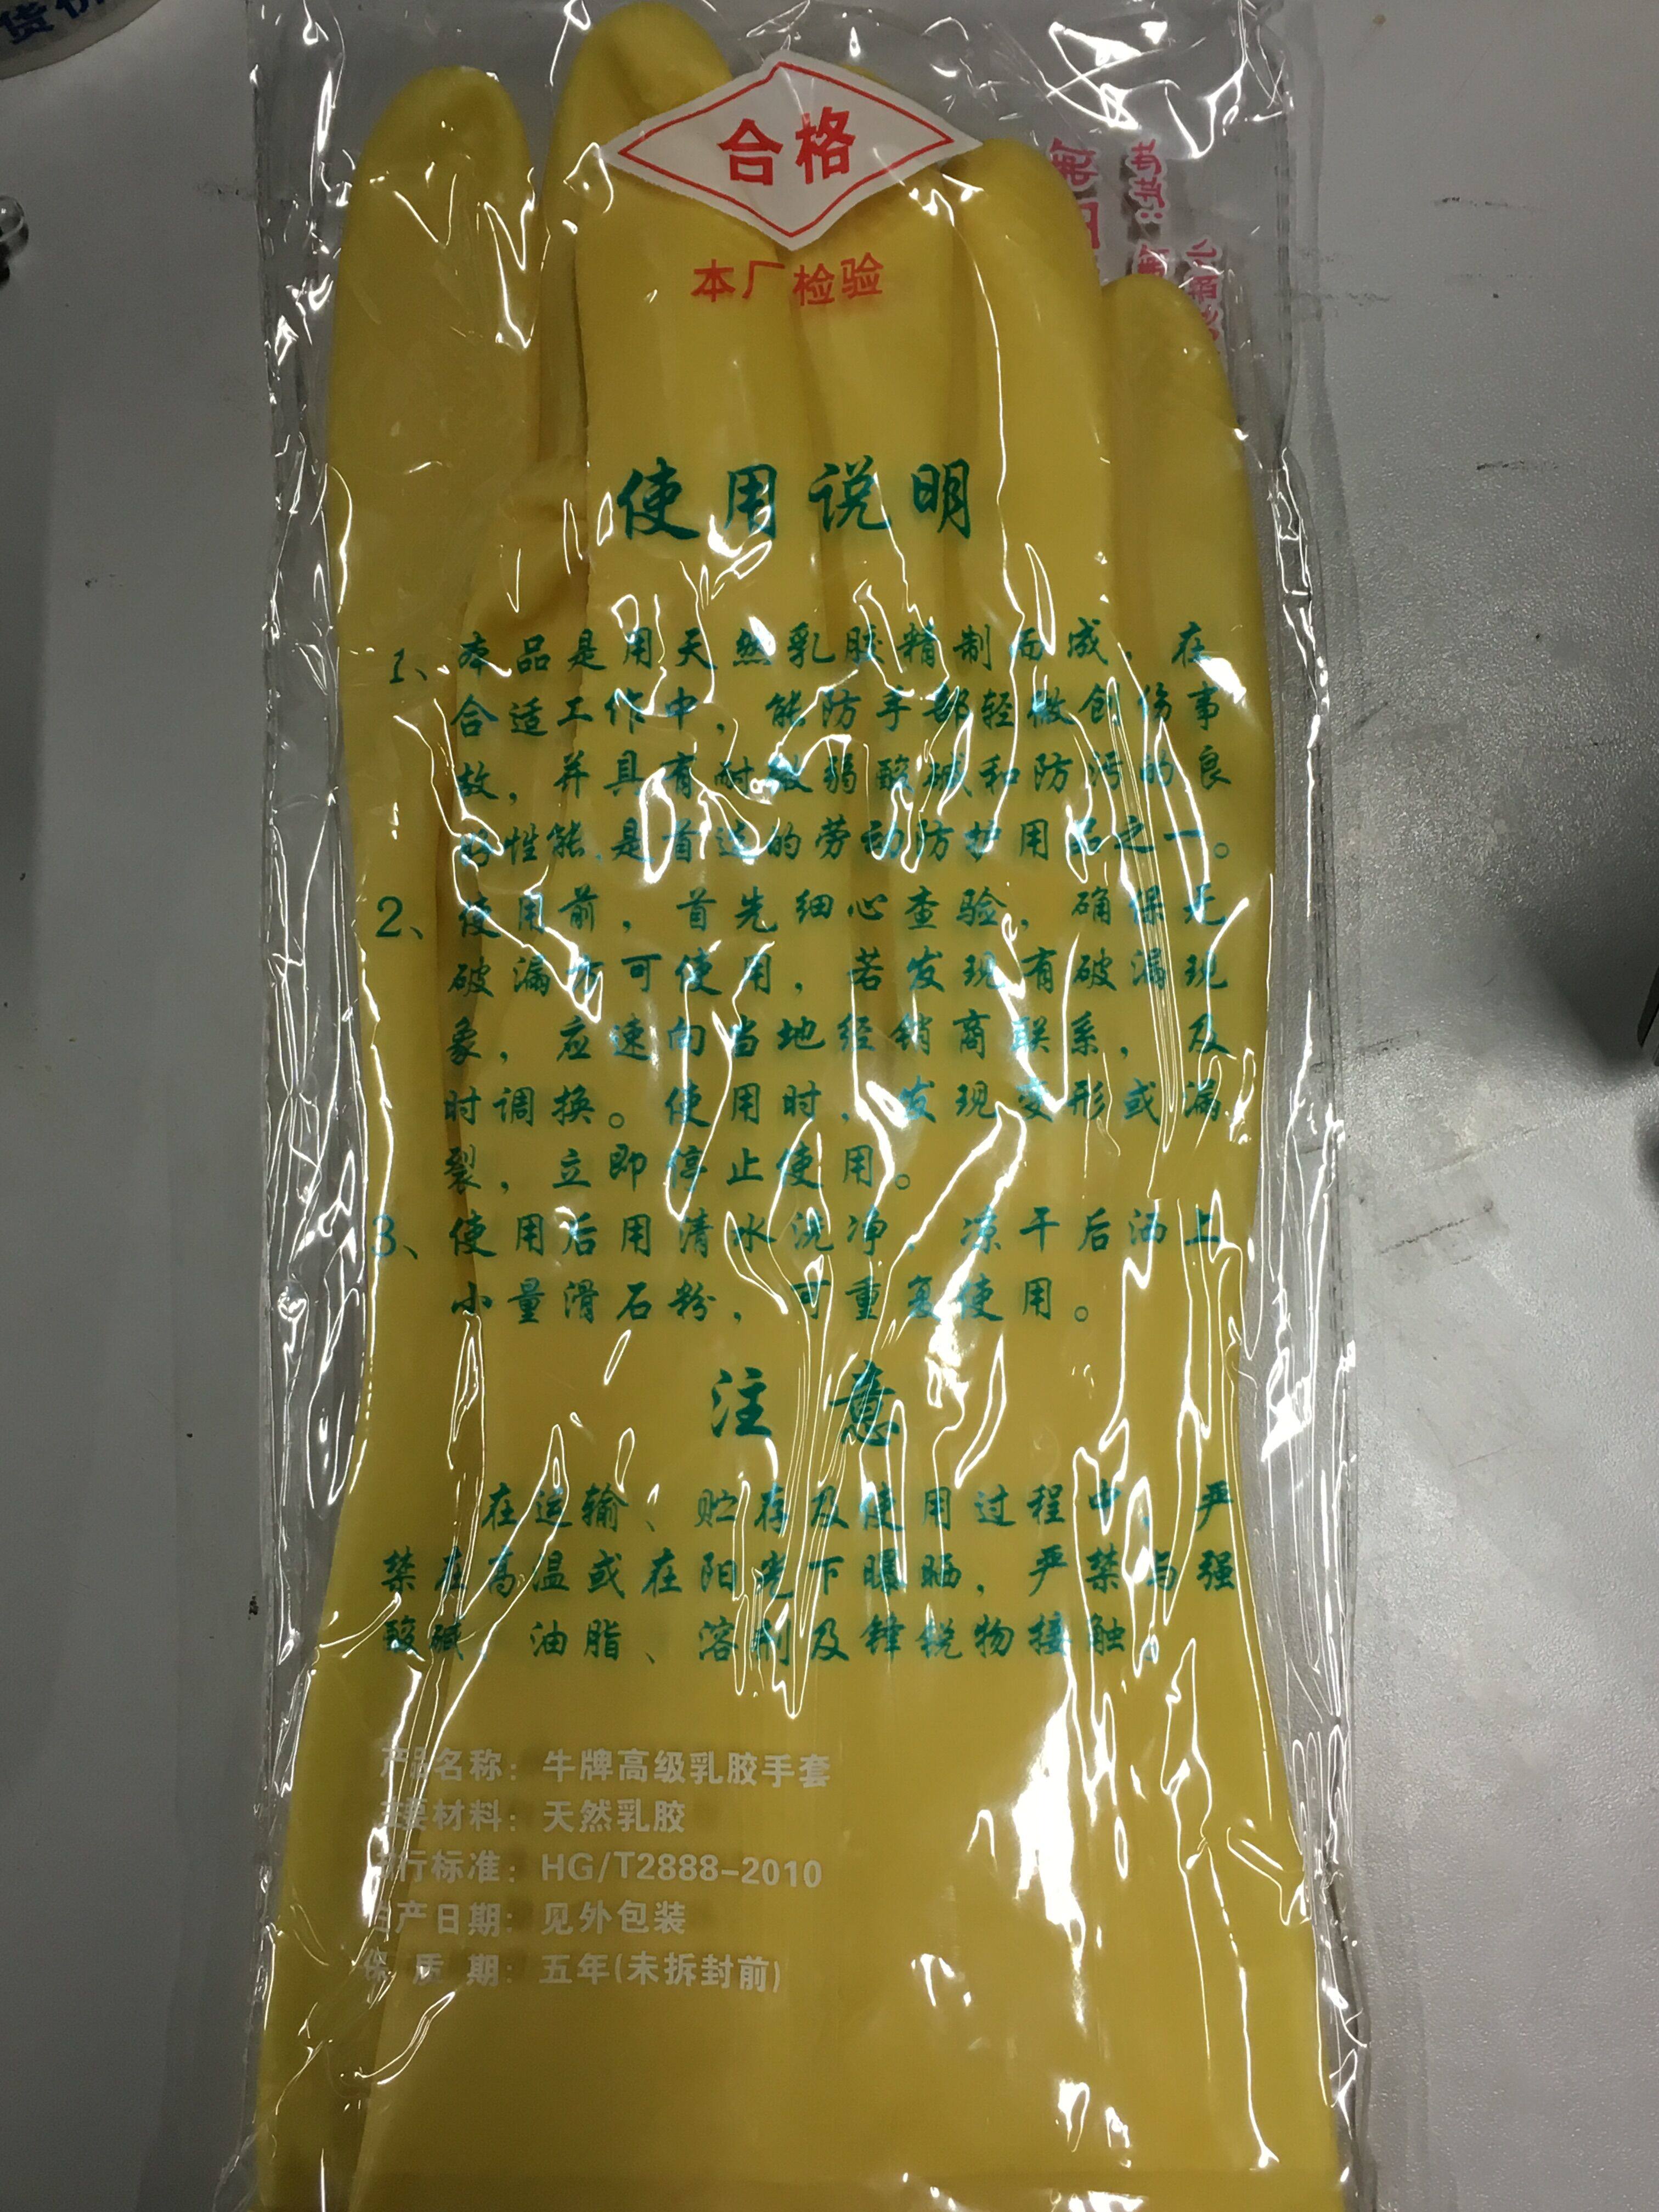 合格
本厂检验
使用说明
1、本品是用天然乳胶精制而成，在
合适工作中，能防手部轻微创伤事
故，并具有耐微弱酸碱和防污的良
好性能，是首选的劳动防护用品之一。
2、使用前，首先细心查验，确保无
破漏方可使用，若发现有破漏现
象，应速向当地经销商联系，及
时调换。使用时，发现变形或漏
裂，立即停止使用。
3、使用后用清水洗净，凉干后洒上
小量滑石粉，可重复使用。
注意
在运输、贮存及使用过程中，严
禁在高温或在阳光下曝晒，严禁与强
酸碱、油脂、溶剂及锋锐物接触。
产品名称：牛牌高级乳胶手套
主要材料：天然乳胶
执行标准：HG/T2888-2010
生产日期：见外包装
保质期：五年(未拆封前)